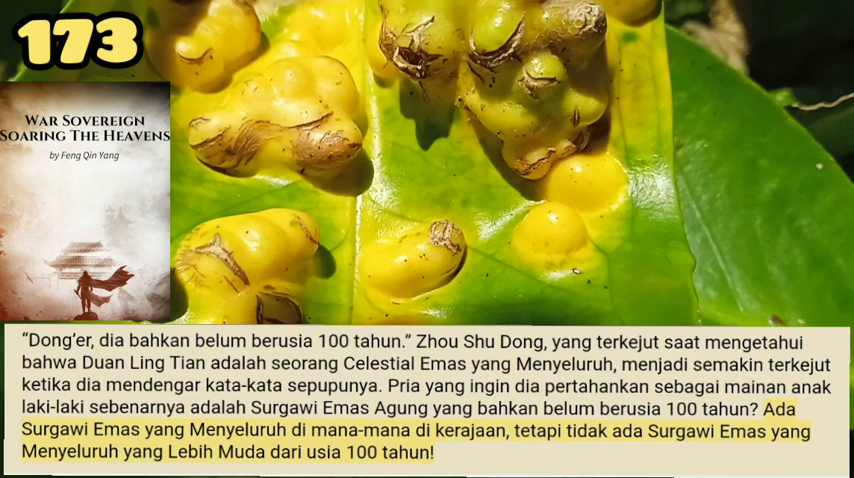 173
WAR SOVEREIGN
SOARING THE HEAVENS
by Feng Qin Yang
“Dong’er, dia bahkan belum berusia 100 tahun.” Zhou Shu Dong, yang terkejut saat mengetahui
bahwa Duan Ling Tian adalah seorang Celestial Emas yang Menyeluruh, menjadi semakin terkejut
ketika dia mendengar kata-kata sepupunya. Pria yang ingin dia pertahankan sebagai mainan anak
laki-laki sebenarnya adalah Surgawi Emas Agung yang bahkan belum berusia 100 tahun? Ada
Surgawi Emas yang Menyeluruh di mana-mana di kerajaan, tetapi tidak ada Surgawi Emas yang
Menyeluruh yang Lebih Muda dari usia 100 tahun!